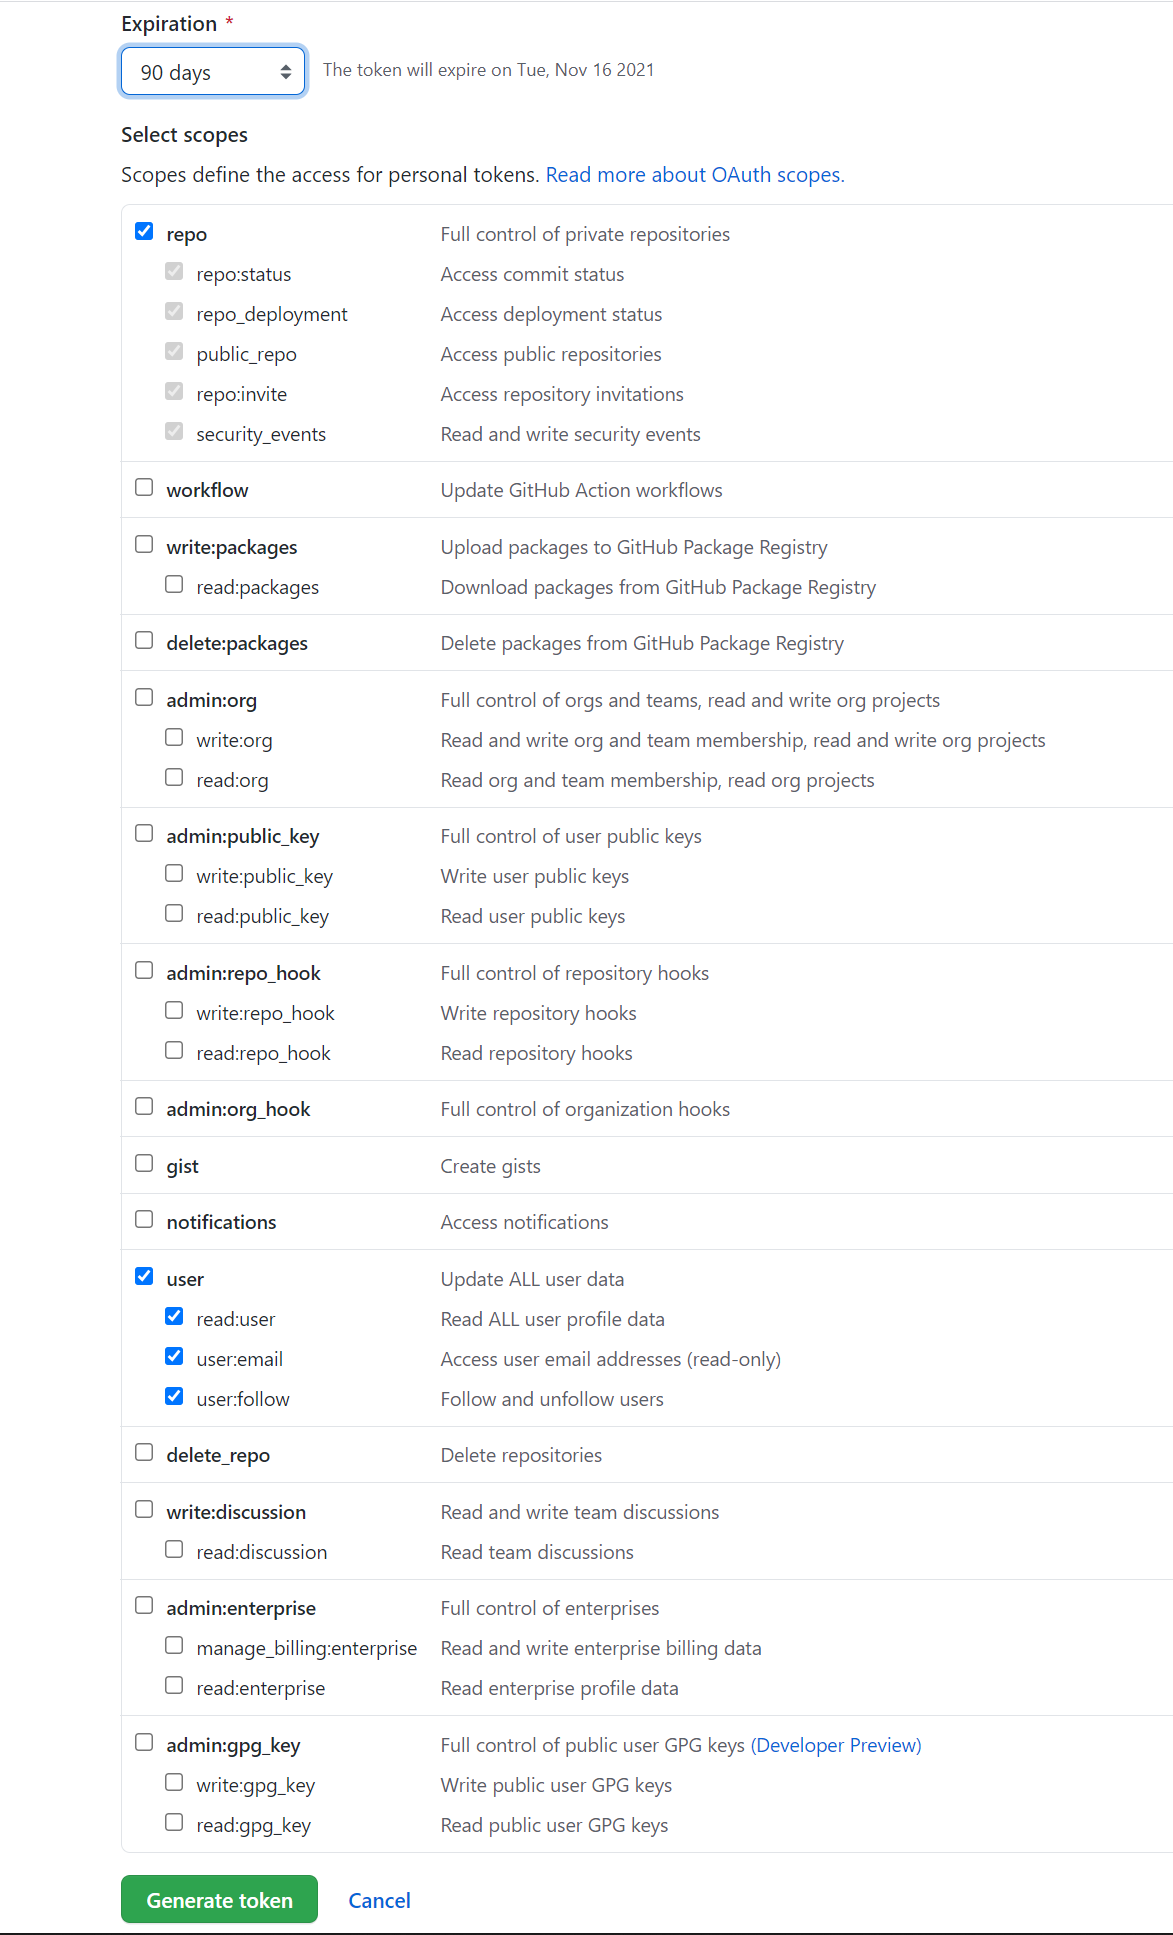 Expiration *
90 days The token will expire on Tue, Nov 16 2021
Select scopes
Scopes define the access for personal tokens. Read more about OAuth scopes.
repo Full control of private repositories
repo:status Access commit status
repo_deployment Access deployment status
public_repo Access public repositories
repo:invite Access repository invitations
security_events Read and write security events
workflow Update GitHub Action workflows
write:packages Upload packages to GitHub Package Registry
read:packages Download packages from GitHub Package Registry
delete:packages Delete packages from GitHub Package Registry
admin:org Full control of orgs and teams, read and write org projects
write:org Read and write org and team membership, read and write org projects
read:org Read org and team membership, read org projects
admin:public_key Full control of user public keys
write:public_key Write user public keys
read:public_key Read user public keys
admin:repo_hook Full control of repository hooks
write:repo_hook Write repository hooks
read:repo_hook Read repository hooks
admin:org_hook Full control of organization hooks
gist Create gists
notifications Access notifications
user Update ALL user data
read:user Read ALL user profile data
user:email Access user email addresses (read-only)
user:follow Follow and unfollow users
delete_repo Delete repositories
write:discussion Read and write team discussions
read:discussion Read team discussions
admin:enterprise Full control of enterprises
manage_billing:enterprise Read and write enterprise billing data
read:enterprise Read enterprise profile data
admin:gpg_key Full control of public user GPG keys (Developer Preview)
write:gpg_key Write public user GPG keys
read:gpg_key Read public user GPG keys
Generate token Cancel